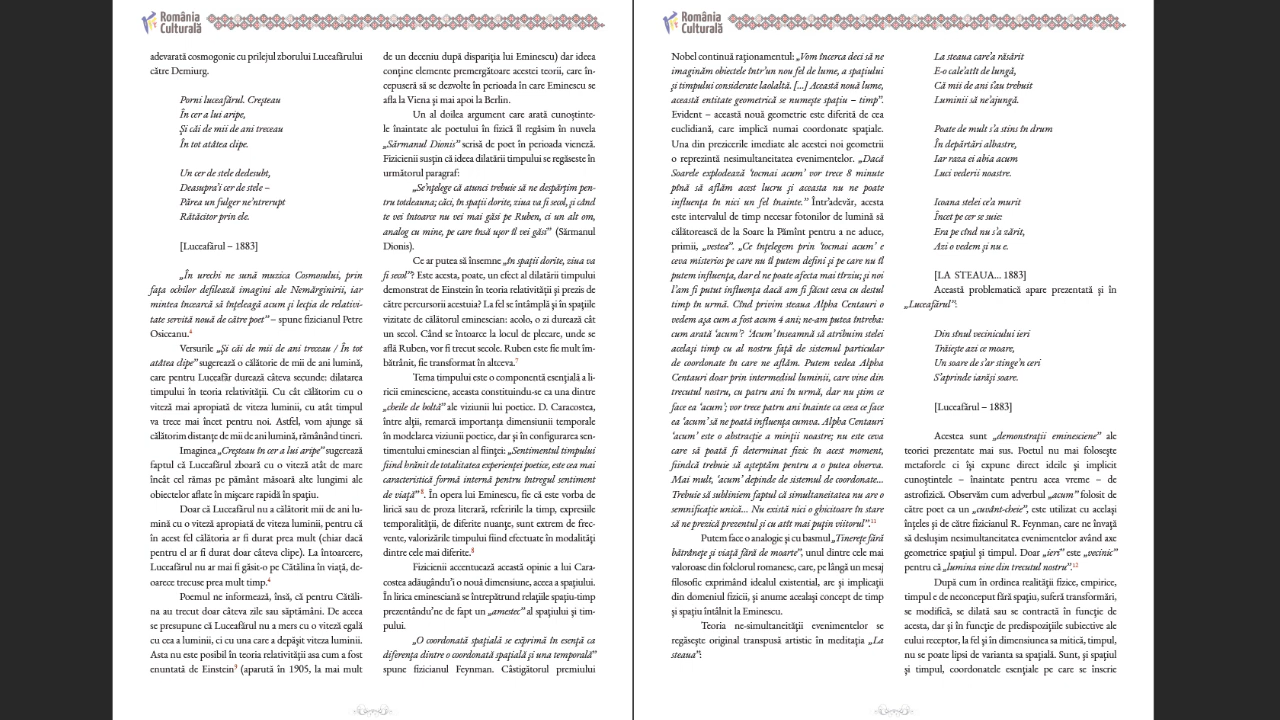 România
Culturală
adevărată cosmogonie cu prilejul zborului Luceafărului
către Demiurg.
Porni luceafărul. Creşteau
În cer a lui aripe,
Şi căi de mii de ani treceau
În tot atâtea clipe.
Un cer de stele dedesubt,
Deasupra-i cer de stele –
Părea un fulger ne'ntrerupt
Rătăcitor prin ele.
[Luceafărul – 1883]
„În urechi ne sună muzica Cosmosului, prin
faţa ochilor defilează imagini ale Nemărginirii, iar
mintea încearcă să înţeleagă acum şi lecţia de relativi-
tate servită nouă de către poet" – spune fizicianul Petre
Osiceanu.4
Versurile „Şi căi de mii de ani treceau / În tot
atâtea clipe" sugerează o călătorie de mii de ani lumină,
care pentru Luceafăr durează câteva secunde: dilatarea
timpului în teoria relativităţii. Cu cât călătorim cu o
viteză mai apropiată de viteza luminii, cu atât timpul
va trece mai încet pentru noi. Astfel, vom ajunge să
călătorim distanţe de mii de ani lumină, rămânând tineri.
Imaginea „Creşteau în cer a lui aripe" sugerează
faptul că Luceafărul zboară cu o viteză atât de mare
încât cel rămas pe pământ măsoară alte lungimi ale
obiectelor aflate în mişcare rapidă în spaţiu.
Doar că Luceafărul nu a călătorit mii de ani lu-
mină cu o viteză apropiată de viteza luminii, pentru că
în acest fel călătoria ar fi durat prea mult (chiar dacă
pentru el ar fi durat doar câteva clipe). La întoarcere,
Luceafărul nu ar mai fi găsit-o pe Cătălina în viaţă, de-
oarece trecuse prea mult timp.4
Poemul ne informează, însă, că pentru Cătăli-
na au trecut doar câteva zile sau săptămâni. De aceea
se presupune că Luceafărul nu a mers cu o viteză egală
cu cea a luminii, ci cu una care a depăşit viteza luminii.
Asta nu este posibil în teoria relativităţii asa cum a fost
enuntată de Einstein9 (aparută în 1905, la mai mult
de un deceniu după dispariţia lui Eminescu) dar ideea
conţine elemente premergătoare acestei teorii, care în-
cepuseră să se dezvolte în perioada în care Eminescu se
afla la Viena şi mai apoi la Berlin.
Un al doilea argument care arată cunoştinte-
le înaintate ale poetului în fizică îl regăsim în nuvela
„Sărmanul Dionis" scrisă de poet în perioada vieneză.
Fizicienii susţin că ideea dilatării timpului se regăseşte în
următorul paragraf:
„Se'nţelege că atunci trebuie să ne despărţim pen-
tru totdeauna; căci, în spaţii dorite, ziua va fi secol, şi când
te vei întoarce nu vei mai găsi pe Ruben, ci un alt om,
analog cu mine, pe care însă uşor îl vei găsi" (Sărmanul
Dionis).
Ce ar putea să însemne „în spaţii dorite, ziua va
fi secol"? Este acesta, poate, un efect al dilatării timpului
demonstrat de Einstein în teoria relativităţii şi prezis de
către percursorii acestuia? La fel se întâmplă şi în spaţiile
vizitate de călătorul eminescian: acolo, o zi durează cât
un secol. Când se întoarce la locul de plecare, unde se
află Ruben, vor fi trecut secole. Ruben este fie mult îm-
bătrânit, fie transformat în altceva.7
Tema timpului este o componentă esenţială a li-
ricii eminesciene, aceasta constituindu-se ca una dintre
„cheile de boltă" ale viziunii lui poetice. D. Caracostea,
între alţii, remarcă importanţa dimensiunii temporale
în modelarea viziunii poetice, dar şi în configurarea sen-
timentului eminescian al fiinţei: „Sentimentul timpului
fiind hrănit de totalitatea experienţei poetice, este cea mai
caracteristică formă internă pentru întregul sentiment
de viaţă"8. În opera lui Eminescu, fie că este vorba de
lirică sau de proza literară, referirile la timp, expresiile
temporalităţii, de diferite nuanţe, sunt extrem de frec-
vente, valorizările timpului fiind efectuate în modalităţi
dintre cele mai diferite.8
Fizicienii accentuează această opinie a lui Cara-
costea adăugându'i o nouă dimensiune, aceea a spaţiului.
În lirica eminesciană se întrepătrund relaţiile spaţiu-timp
prezentându'ne de fapt un „amestec" al spaţiului şi tim-
pului.
„O coordonată spaţială se exprimă în esenţă ca
diferenţa dintre o coordonată spaţială şi una temporală"
spune fizicianul Feynman. Câstigătorul premiului
România
Culturală
Nobel continuă raţionamentul: „Vom încerca deci să ne
imaginăm obiectele într'un nou fel de lume, a spaţiului
şi timpului considerate laolaltă. [...] Această nouă lume,
această entitate geometrică se numeşte spaţiu – timp".
Evident – această nouă geometrie este diferită de cea
euclidiană, care implică numai coordonate spaţiale.
Una din prezicerile imediate ale acestei noi geometrii
o reprezintă nesimultaneitatea evenimentelor. „Dacă
Soarele explodează 'tocmai acum' vor trece 8 minute
pînă să aflăm acest lucru şi aceasta nu ne poate
influenţa în nici un fel înainte." Într'adevăr, acesta
este intervalul de timp necesar fotonilor de lumină să
călătorească de la Soare la Pămînt pentru a ne aduce,
primii, „vestea". „Ce înţelegem prin 'tocmai acum' e
ceva misterios pe care nu îl putem defini şi pe care nu îl
putem influenţa, dar el ne poate afecta mai tîrziu; şi noi
l'am fi putut influenţa dacă am fi făcut ceva cu destul
timp în urmă. Cînd privim steaua Alpha Centauri o
vedem aşa cum a fost acum 4 ani; ne-am putea întreba:
cum arată 'acum'? 'Acum' înseamnă să atribuim stelei
acelaşi timp cu al nostru faţă de sistemul particular
de coordonate în care ne aflăm. Putem vedea Alpha
Centauri doar prin intermediul luminii, care vine din
trecutul nostru, cu patru ani în urmă, dar nu ştim ce
face ea 'acum'; vor trece patru ani înainte ca ceea ce face
ea 'acum' să ne poată influenţa cumva. Alpha Centauri
'acum' este o abstracţie a minţii noastre; nu este ceva
care să poată fi determinat fizic în acest moment,
fiindcă trebuie să aşteptăm pentru a o putea observa.
Mai mult, 'acum' depinde de sistemul de coordonate...
Trebuie să subliniem faptul că simultaneitatea nu are o
semnificaţie unică... Nu există nici o ghicitoare în stare
să ne prezică prezentul şi cu atît mai puţin viitorul".11
Putem face o analogie şi cu basmul „Tinereţe fără
bătrâneţe şi viaţă fără de moarte", unul dintre cele mai
valoroase din folclorul romanesc, care, pe lângă un mesaj
filosofic exprimând idealul existenţial, are şi implicaţii
din domeniul fizicii, şi anume acelaşi concept de timp
şi spaţiu întâlnit la Eminescu.
Teoria ne-simultaneităţii evenimentelor se
regăseşte original transpusă artistic în meditaţia „La
steaua":
La steaua care'a răsărit
E-o cale'atît de lungă,
Că mii de ani i'au trebuit
Luminii să ne'ajungă.
Poate de mult s'a stins în drum
În depărtări albastre,
Iar raza ei abia acum
Luci vederii noastre.
Icoana stelei ce'a murit
Încet pe cer se suie:
Era pe cînd nu s'a zărit,
Azi o vedem şi nu e.
[LA STEAUA... 1883]
Această problematică apare prezentată şi în
„Luceafărul":
Din sînul vecinicului ieri
Trăieşte azi ce moare,
Un soare de s'ar stinge'n ceri
S'aprinde iarăşi soare.
[Luceafărul – 1883]
Acestea sunt „demonstraţii eminesciene" ale
teoriei prezentate mai sus. Poetul nu mai foloseşte
metaforele ci îşi expune direct ideile şi implicit
cunoştintele – înaintate pentru acea vreme – de
astrofizică. Observăm cum adverbul „acum" folosit de
către poet ca un „cuvânt-cheie", este utilizat cu acelaşi
înţeles şi de către fizicianul R. Feynman, care ne învaţă
să desluşim nesimultaneitatea evenimentelor având axe
geometrice spaţiul şi timpul. Doar „ieri" este „vecinic"
pentru că „lumina vine din trecutul nostru".12
După cum în ordinea realităţii fizice, empirice,
timpul e de neconceput fără spaţiu, suferă transformări,
se modifică, se dilată sau se contractă în funcţie de
acesta, dar şi în funcţie de predispoziţiile subiective ale
eului receptor, la fel şi în dimensiunea sa mitică, timpul,
nu se poate lipsi de varianta sa spaţială. Sunt, şi spaţiul
şi timpul, coordonatele esenţiale pe care se înscrie